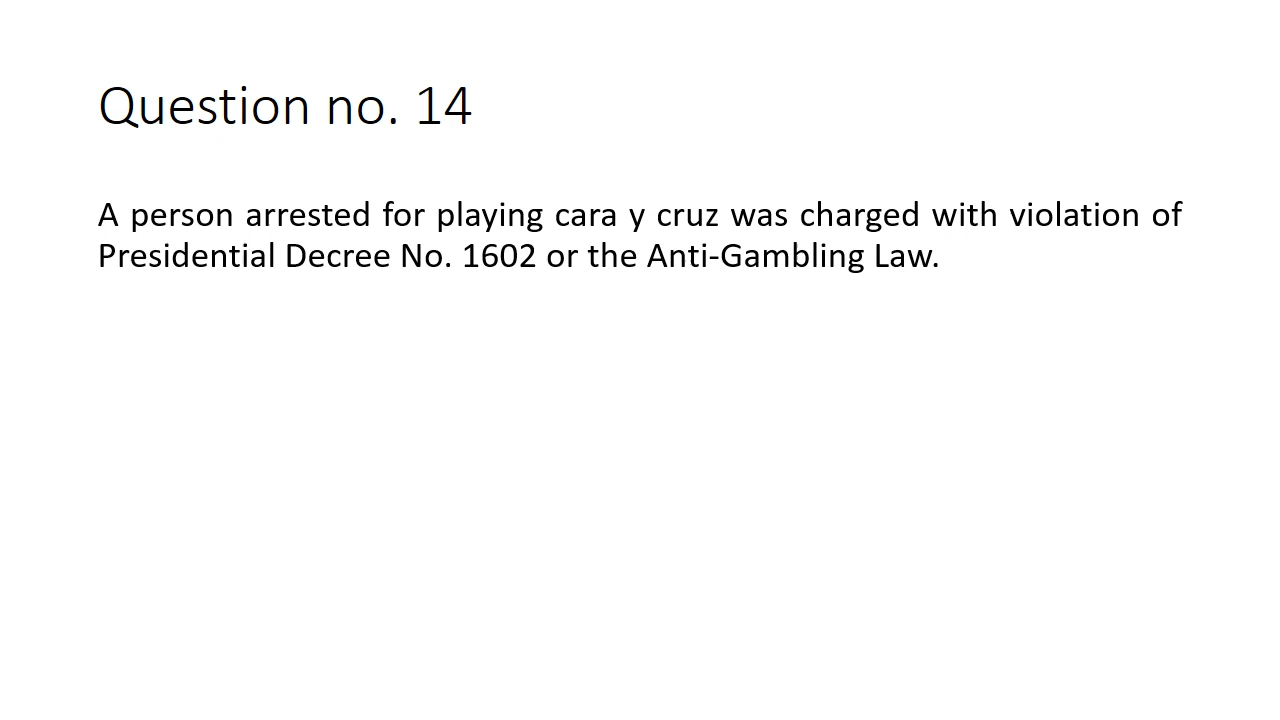 Question no. 14
A person arrested for playing cara y cruz was charged with violation of
Presidential Decree No. 1602 or the Anti-Gambling Law.